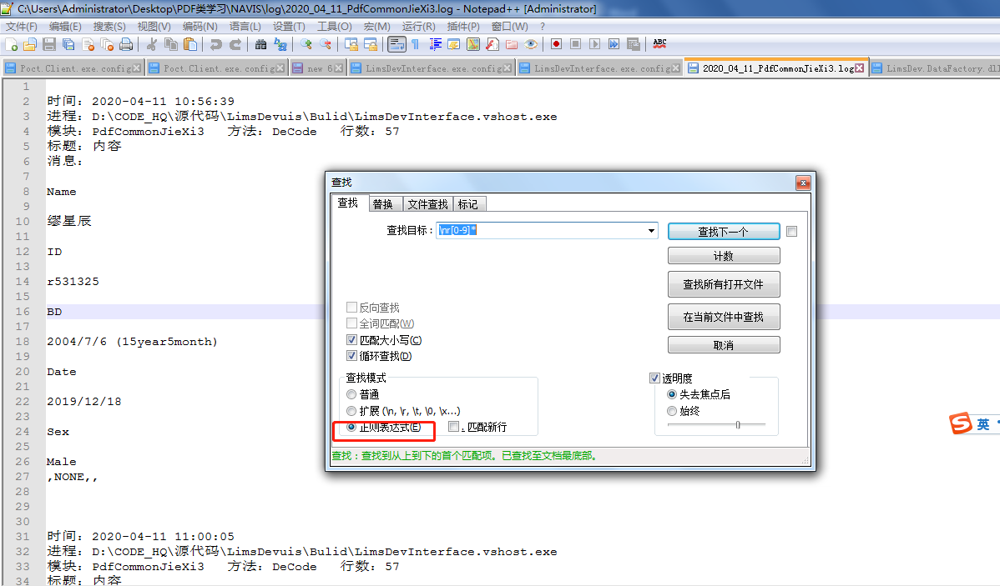 C:\Users\Administrator\Desktop\PDF类学习\NAVIS\log\2020_04_11_PdfCommonJieXi3.log - Notepad++ [Administrator]
文件(F) 编辑(E) 搜索(S) 视图(V) 编码(N) 语言(L) 设置(T) 工具(O) 宏(M) 运行(R) 插件(P) 窗口(W) ?
ABC
Poct.Client.exe.config Poct.Client.exe.config new 6 LimsDevInterface.exe.config LimsDevInterface.exe.config 2020_04_11_PdfCommonJieXi3.log LimsDev.DataFactory.dll
1
2 时间: 2020-04-11 10:56:39
3 进程: D:\CODE_HQ\源代码\LimsDevuis\Bulid\LimsDevInterface.vshost.exe
4 模块: PdfCommonJieXi3 方法: DeCode 行数: 57
5 标题: 内容
6 消息:
7
8 Name
9
10 缪星辰
11
12 ID
13
14 r531325
15
16 BD
17
18 2004/7/6 (15year5month)
19
20 Date
21
22 2019/12/18
23
24 Sex
25
26 Male
27 ,NONE,,
28
29
30
31 时间: 2020-04-11 11:00:05
32 进程: D:\CODE_HQ\源代码\LimsDevuis\Bulid\LimsDevInterface.vshost.exe
33 模块: PdfCommonJieXi3 方法: DeCode 行数: 57
34 标题: 内容
查找
查找 替换 文件查找 标记
查找目标: \nr[0-9]* 查找下一个
计数
查找所有打开文件
在当前文件中查找
取消
反向查找
全词匹配(W)
匹配大小写(C)
循环查找(D)
查找模式
普通
扩展 (\n, \r, \t, \0, \x...)
正则表达式(E) . 匹配新行
透明度
失去焦点后
始终
查找:查找到从上到下的首个匹配项。已查找至文档最底部。
S 英